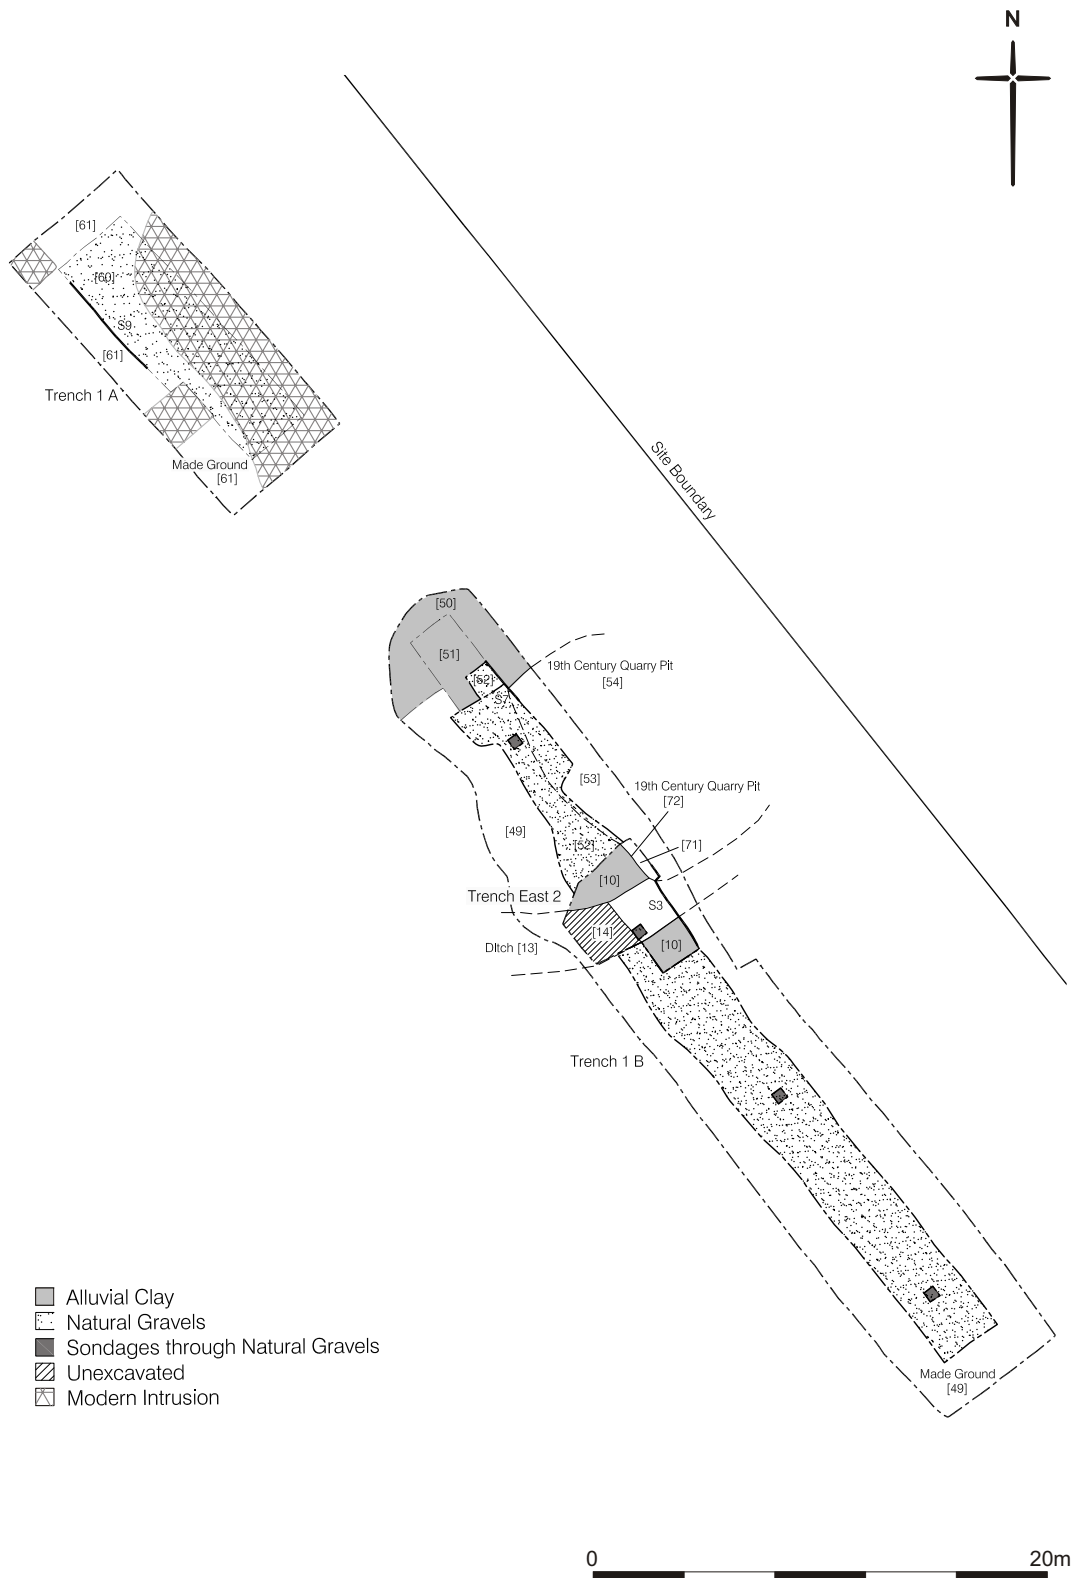 N
[61]
[60]
S9
[61]
Trench 1 A
Made Ground
[61]
Site Boundary
[50]
[51]
[52]
S7
19th Century Quarry Pit
[54]
[53]
19th Century Quarry Pit
[72]
[49]
[52]
[71]
[10]
Trench East 2
S3
[14]
[10]
DItch [13]
Trench 1 B
Made Ground
[49]
Alluvial Clay
Natural Gravels
Sondages through Natural Gravels
Unexcavated
Modern Intrusion
0 20m